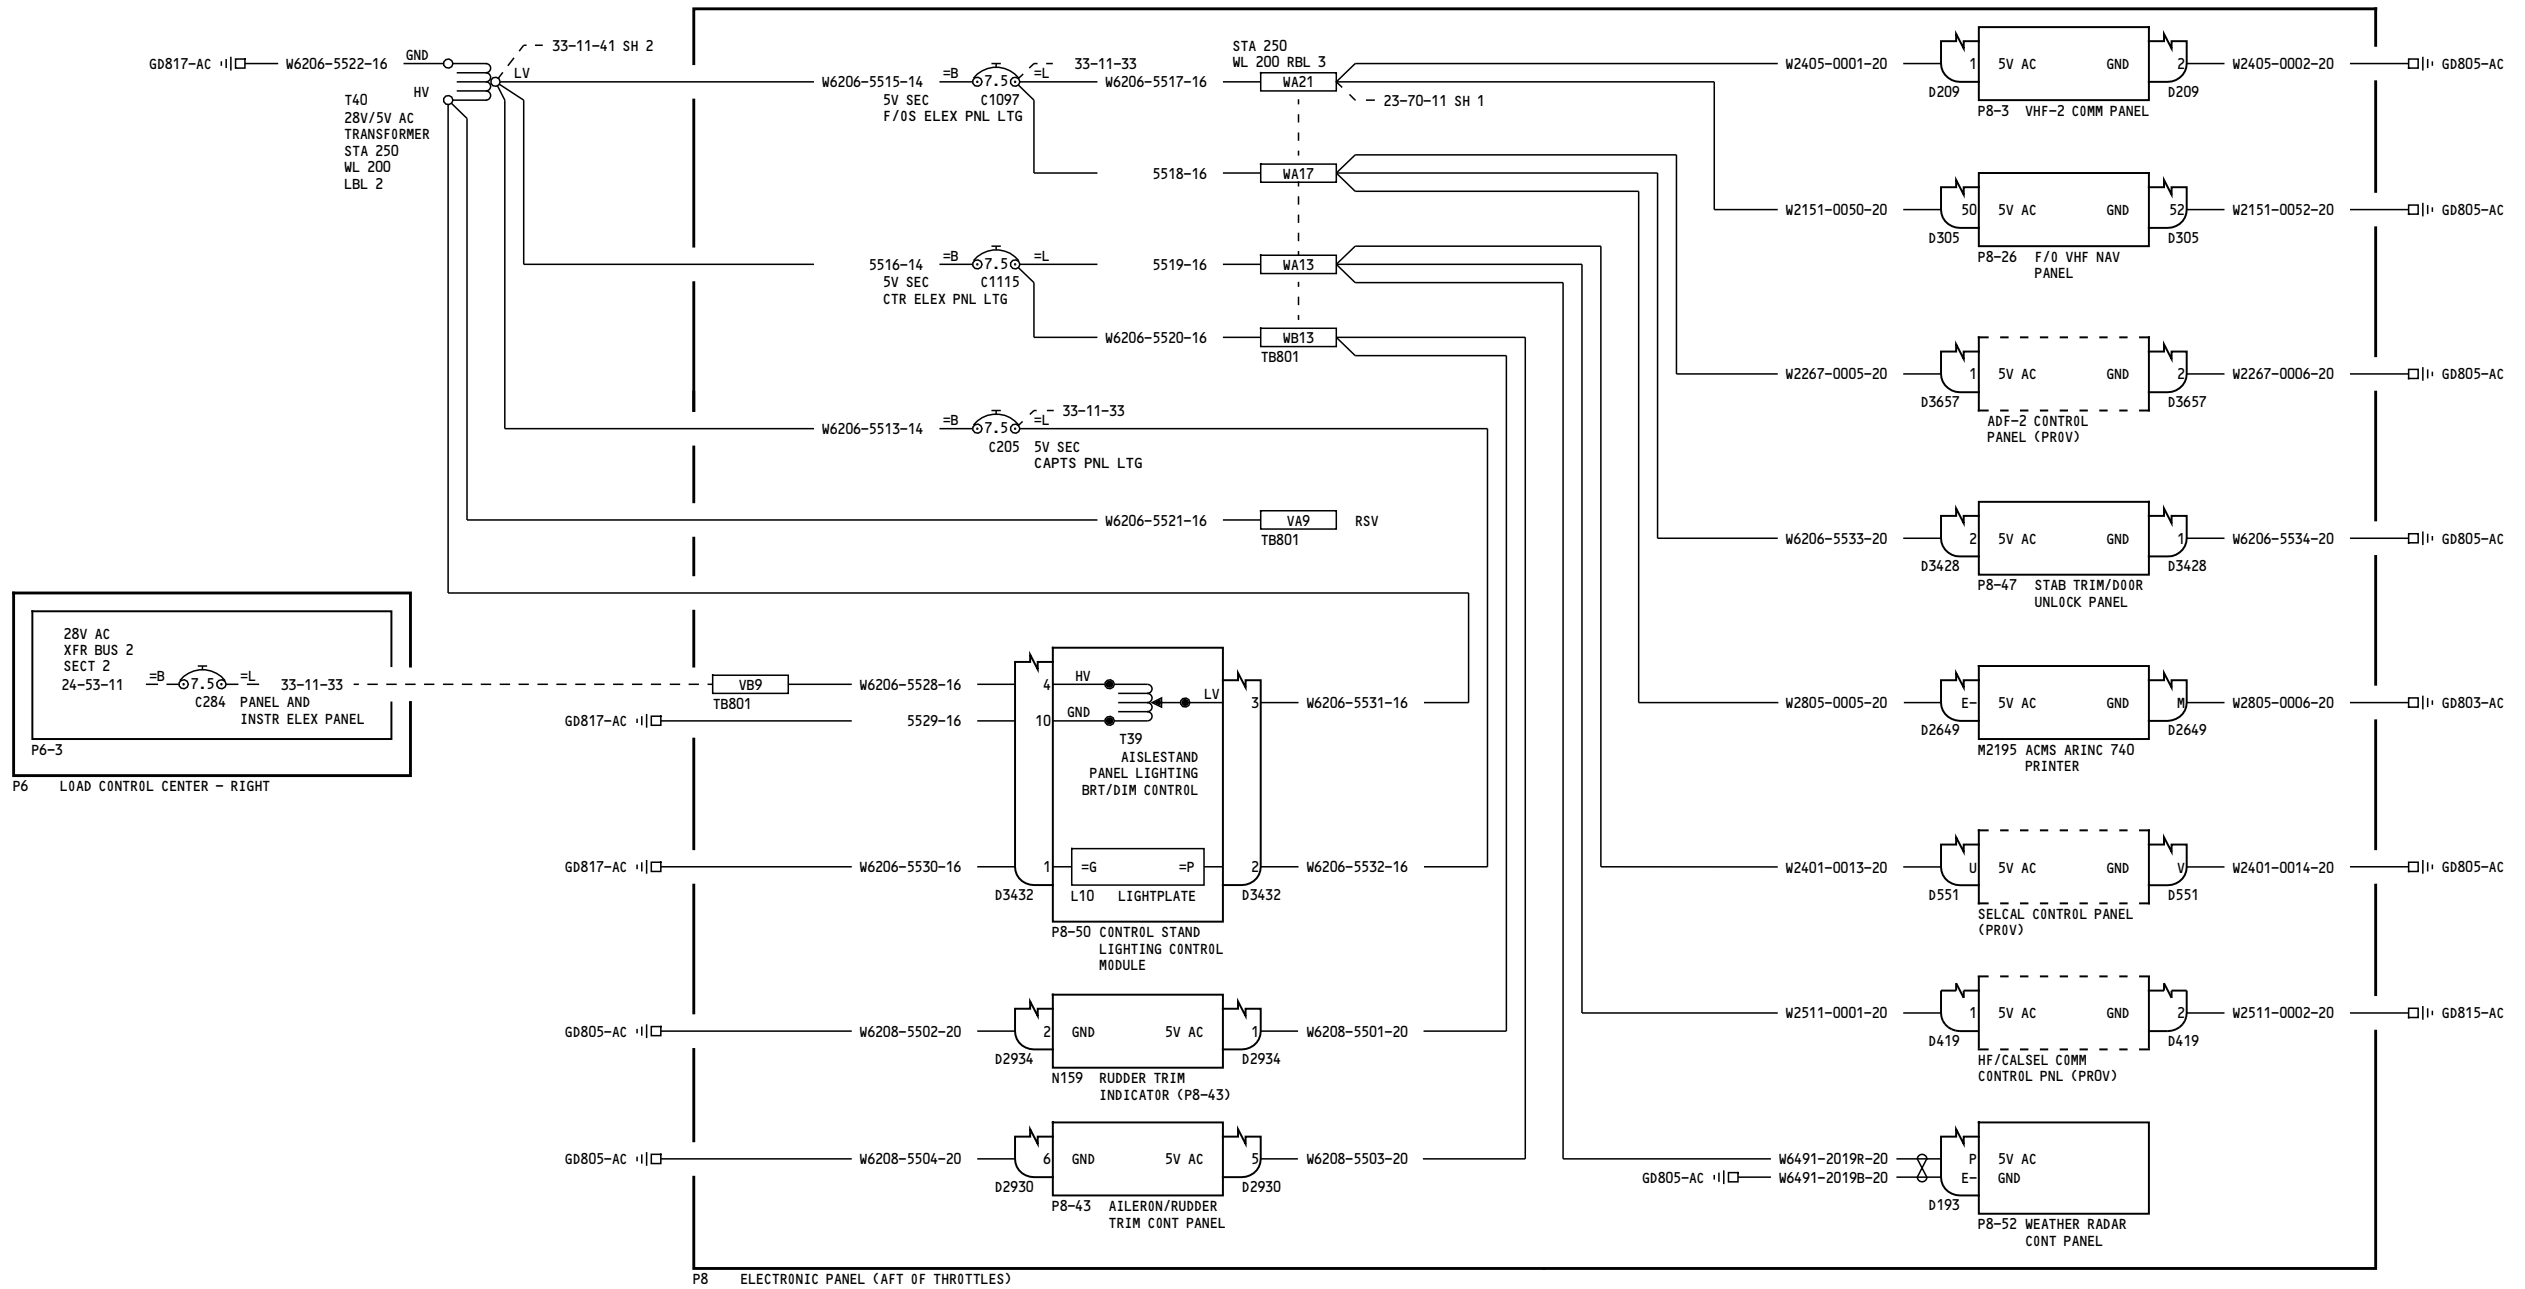 GD817-AC
W6206-5522-16
GND
33-11-41 SH 2
LV
HV
T40
28V/5V AC
TRANSFORMER
STA 250
WL 200
LBL 2
W6206-5515-14
=B
7.5
=L
33-11-33
5V SEC
C1097
F/OS ELEX PNL LTG
W6206-5517-16
STA 250
WL 200 RBL 3
WA21
23-70-11 SH 1
5518-16
WA17
5516-14
=B
7.5
=L
5V SEC
C1115
CTR ELEX PNL LTG
5519-16
WA13
W6206-5520-16
WB13
TB801
W6206-5513-14
=B
7.5
=L
33-11-33
C205
5V SEC
CAPTS PNL LTG
W6206-5521-16
VA9
RSV
TB801
28V AC
XFR BUS 2
SECT 2
24-53-11
=B
7.5
=L
33-11-33
C284
PANEL AND
INSTR ELEX PANEL
P6-3
P6 LOAD CONTROL CENTER - RIGHT
VB9
TB801
W6206-5528-16
4
HV
LV
3
W6206-5531-16
GD817-AC
5529-16
10
GND
T39
AISLESTAND
PANEL LIGHTING
BRT/DIM CONTROL
GD817-AC
W6206-5530-16
1
=G
=P
2
W6206-5532-16
D3432
L10 LIGHTPLATE
D3432
P8-50 CONTROL STAND
LIGHTING CONTROL
MODULE
GD805-AC
W6208-5502-20
2
GND
5V AC
1
W6208-5501-20
D2934
D2934
N159 RUDDER TRIM
INDICATOR (P8-43)
GD805-AC
W6208-5504-20
6
GND
5V AC
5
W6208-5503-20
D2930
D2930
P8-43 AILERON/RUDDER
TRIM CONT PANEL
W2405-0001-20
1
5V AC
GND
2
W2405-0002-20
GD805-AC
D209
D209
P8-3 VHF-2 COMM PANEL
W2151-0050-20
50
5V AC
GND
52
W2151-0052-20
GD805-AC
D305
D305
P8-26 F/O VHF NAV
PANEL
W2267-0005-20
1
5V AC
GND
2
W2267-0006-20
GD805-AC
D3657
D3657
ADF-2 CONTROL
PANEL (PROV)
W6206-5533-20
2
5V AC
GND
1
W6206-5534-20
GD805-AC
D3428
D3428
P8-47 STAB TRIM/DOOR
UNLOCK PANEL
W2805-0005-20
E-
5V AC
GND
M
W2805-0006-20
GD803-AC
D2649
D2649
M2195 ACMS ARINC 740
PRINTER
W2401-0013-20
U
5V AC
GND
V
W2401-0014-20
GD805-AC
D551
D551
SELCAL CONTROL PANEL
(PROV)
W2511-0001-20
1
5V AC
GND
2
W2511-0002-20
GD815-AC
D419
D419
HF/CALSEL COMM
CONTROL PNL (PROV)
W6491-2019R-20
P
5V AC
GD805-AC
W6491-2019B-20
E-
GND
D193
P8-52 WEATHER RADAR
CONT PANEL
P8 ELECTRONIC PANEL (AFT OF THROTTLES)